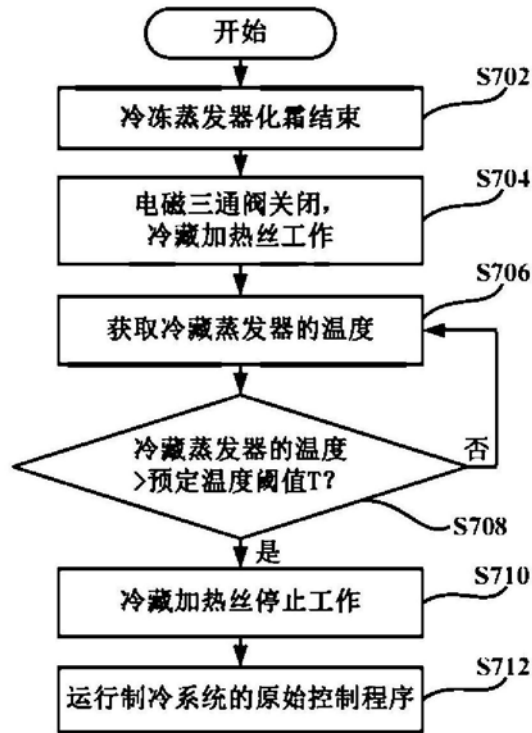 开始
S702
冷冻蒸发器化霜结束
S704
电磁三通阀关闭,
冷藏加热丝工作
S706
获取冷藏蒸发器的温度
冷藏蒸发器的温度
>预定温度阈值T?
否
S708
是
S710
冷藏加热丝停止工作
S712
运行制冷系统的原始控制程序